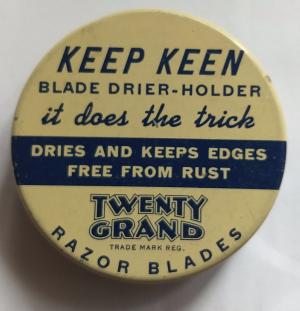 KEEP KEEN
BLADE DRIER-HOLDER
it does the trick
DRIES AND KEEPS EDGES
FREE FROM RUST
TWENTY
GRAND
TRADE MARK REG.
RAZOR BLADES